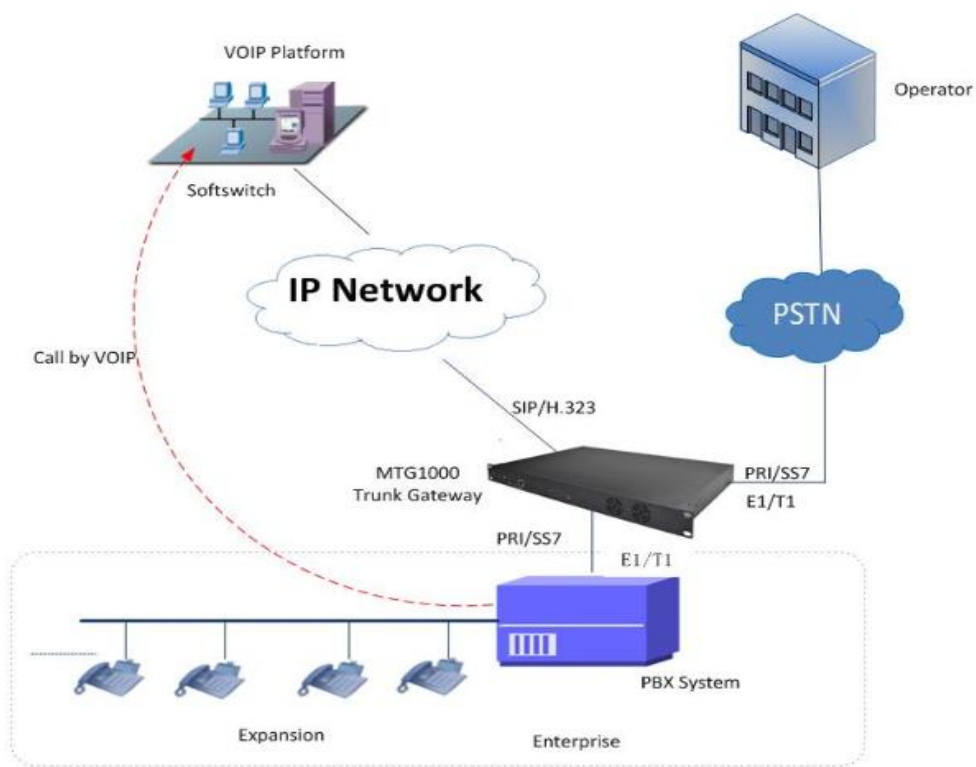 VOIP Platform
Operator
Softswitch
IP Network
PSTN
Call by VOIP
SIP/H.323
MTG1000
Trunk Gateway
PRI/SS7
E1/T1
PRI/SS7
E1/T1
PBX System
Expansion
Enterprise